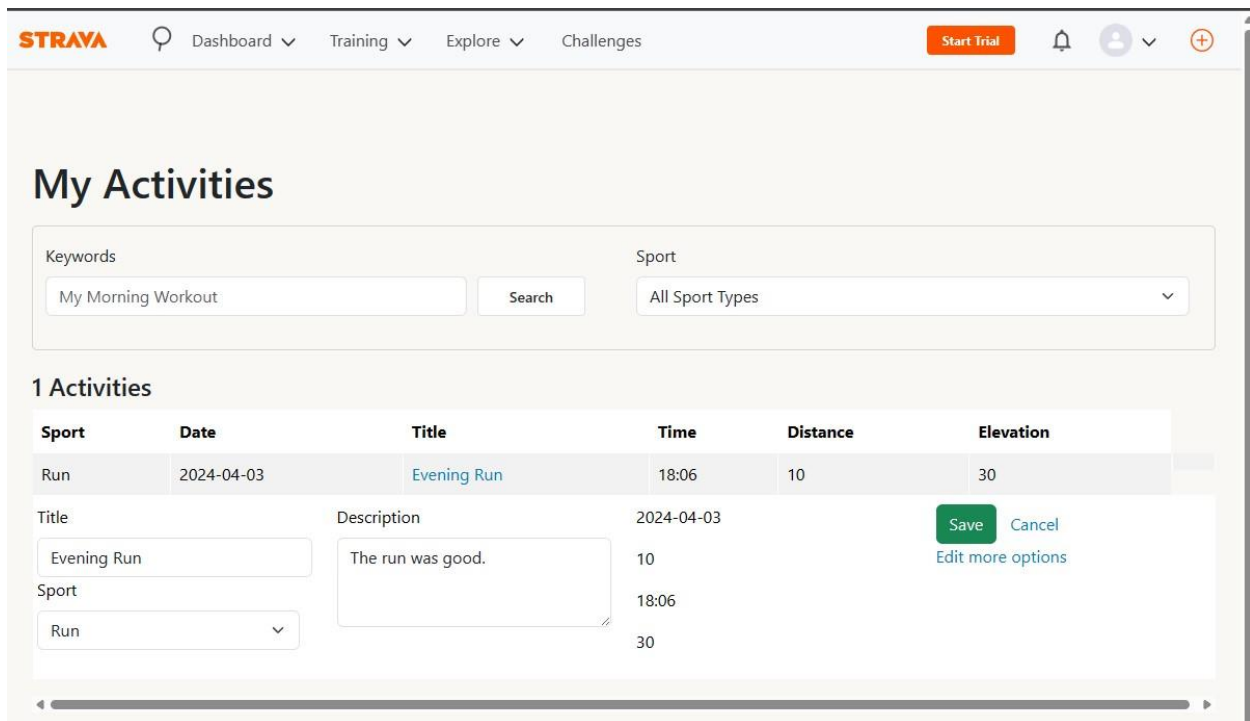 STRAVA Dashboard Training Explore Challenges Start Trial
My Activities
Keywords Sport
My Morning Workout Search All Sport Types
1 Activities
Sport Date Title Time Distance Elevation
Run 2024-04-03 Evening Run 18:06 10 30
Title Description 2024-04-03 Save Cancel
Evening Run The run was good. 10 Edit more options
Sport 18:06
Run 30